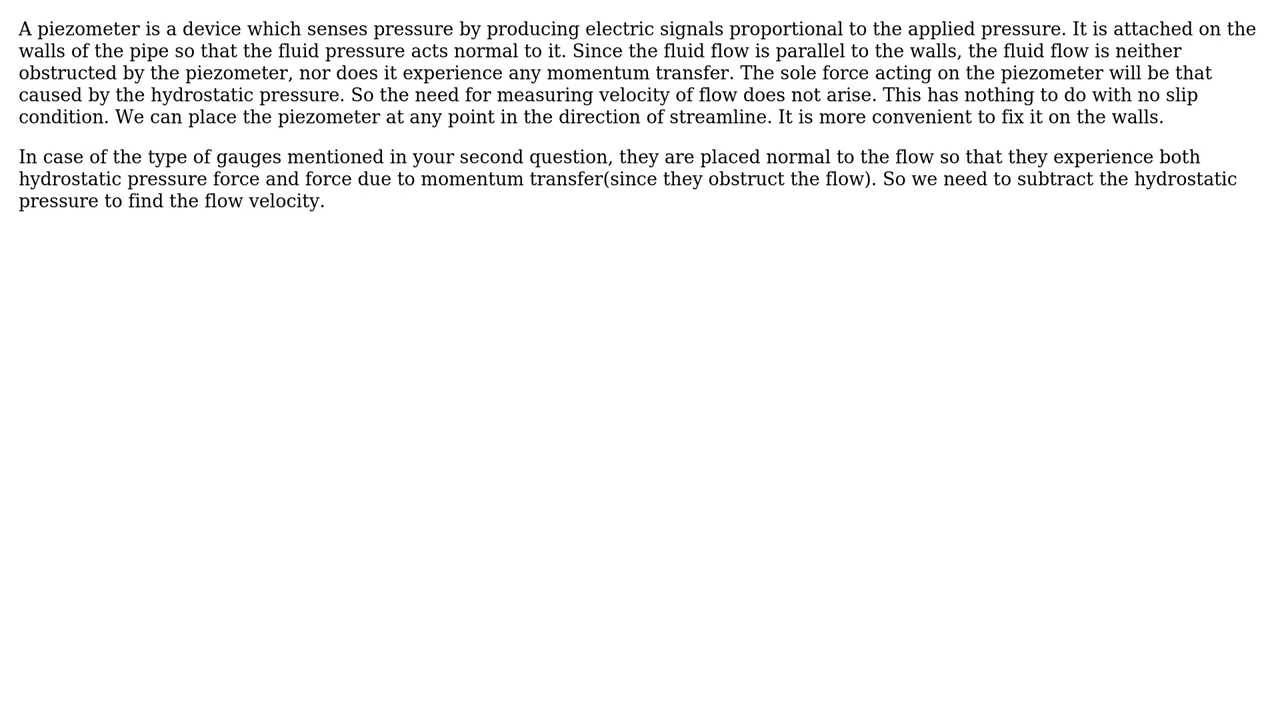 A piezometer is a device which senses pressure by producing electric signals proportional to the applied pressure. It is attached on the
walls of the pipe so that the fluid pressure acts normal to it. Since the fluid flow is parallel to the walls, the fluid flow is neither
obstructed by the piezometer, nor does it experience any momentum transfer. The sole force acting on the piezometer will be that
caused by the hydrostatic pressure. So the need for measuring velocity of flow does not arise. This has nothing to do with no slip
condition. We can place the piezometer at any point in the direction of streamline. It is more convenient to fix it on the walls.
In case of the type of gauges mentioned in your second question, they are placed normal to the flow so that they experience both
hydrostatic pressure force and force due to momentum transfer(since they obstruct the flow). So we need to subtract the hydrostatic
pressure to find the flow velocity.